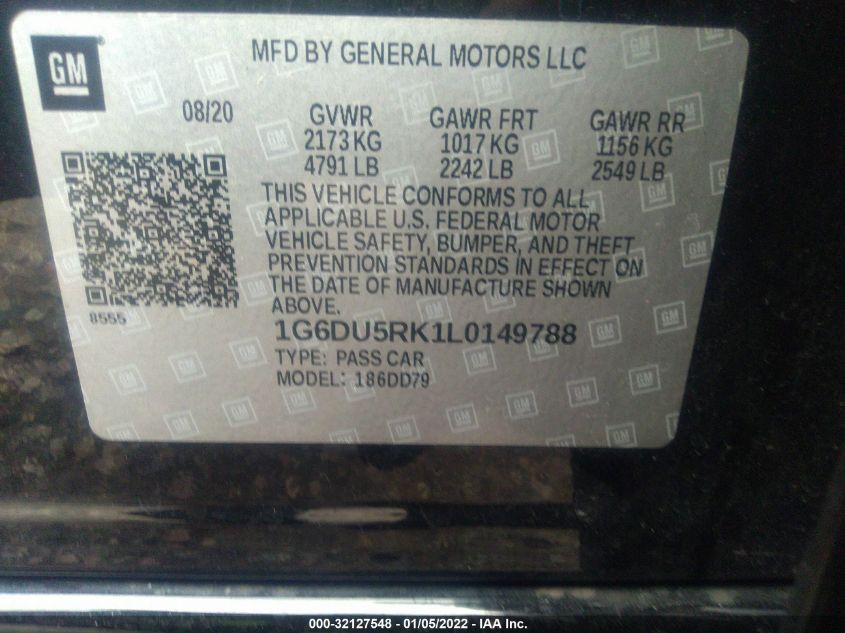 GM
MFD BY GENERAL MOTORS LLC
08/20
GVWR
2173 KG
4791 LB
GAWR FRT
1017 KG
2242 LB
GAWR RR
1156 KG
2549 LB
THIS VEHICLE CONFORMS TO ALL
APPLICABLE U.S. FEDERAL MOTOR
VEHICLE SAFETY, BUMPER, AND THEFT
PREVENTION STANDARDS IN EFFECT ON
THE DATE OF MANUFACTURE SHOWN
ABOVE.
8555
1G6DU5RK1L0149788
TYPE: PASS CAR
MODEL: 186DD79
000-32127548 - 01/05/2022 - IAA Inc.